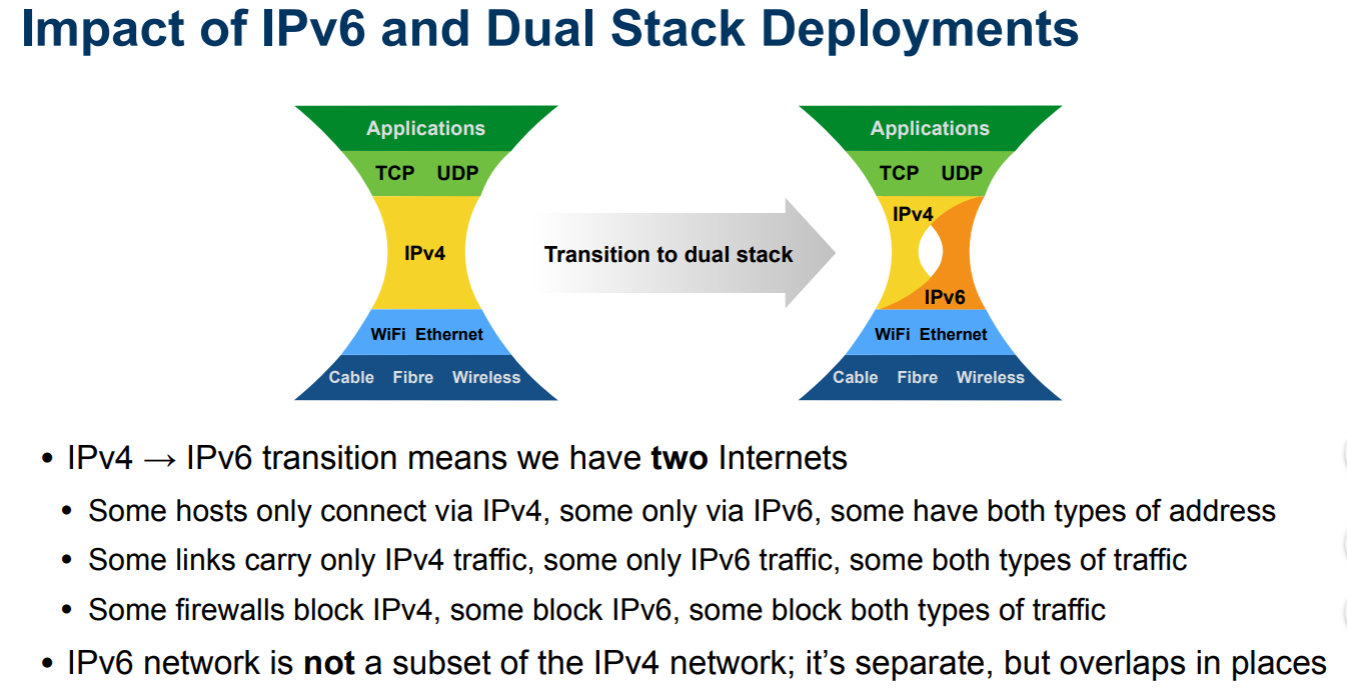 Impact of IPv6 and Dual Stack Deployments
Applications
TCP UDP
IPv4
WiFi Ethernet
Cable Fibre Wireless
Transition to dual stack
Applications
TCP UDP
IPv4
IPv6
WiFi Ethernet
Cable Fibre Wireless
• IPv4 → IPv6 transition means we have two Internets
• Some hosts only connect via IPv4, some only via IPv6, some have both types of address
• Some links carry only IPv4 traffic, some only IPv6 traffic, some both types of traffic
• Some firewalls block IPv4, some block IPv6, some block both types of traffic
• IPv6 network is not a subset of the IPv4 network; it's separate, but overlaps in places